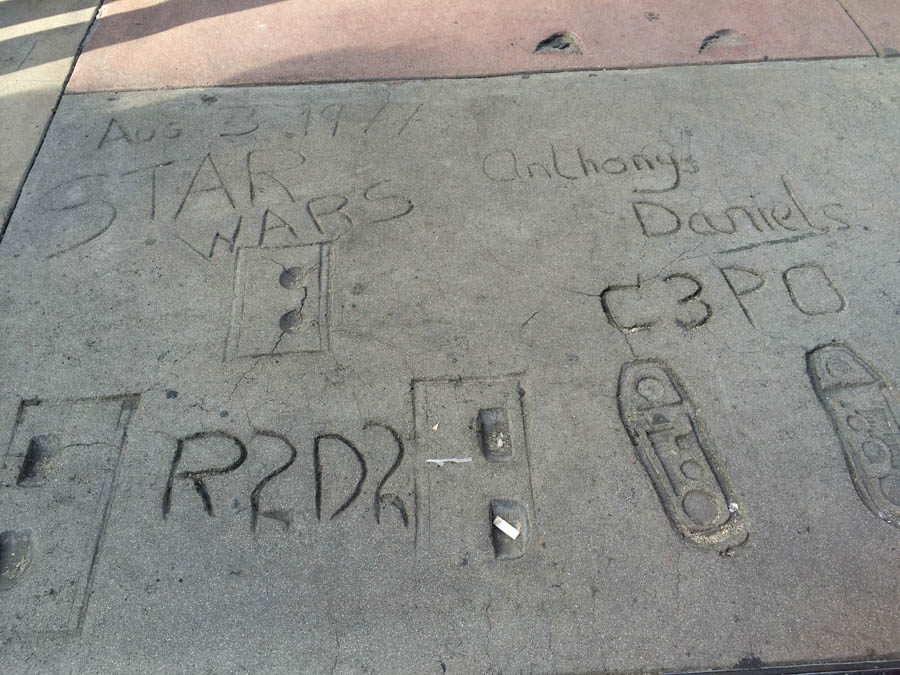 Aug 3 1977
STAR
WARS
Anthony
Daniels
C3PO
R2D2